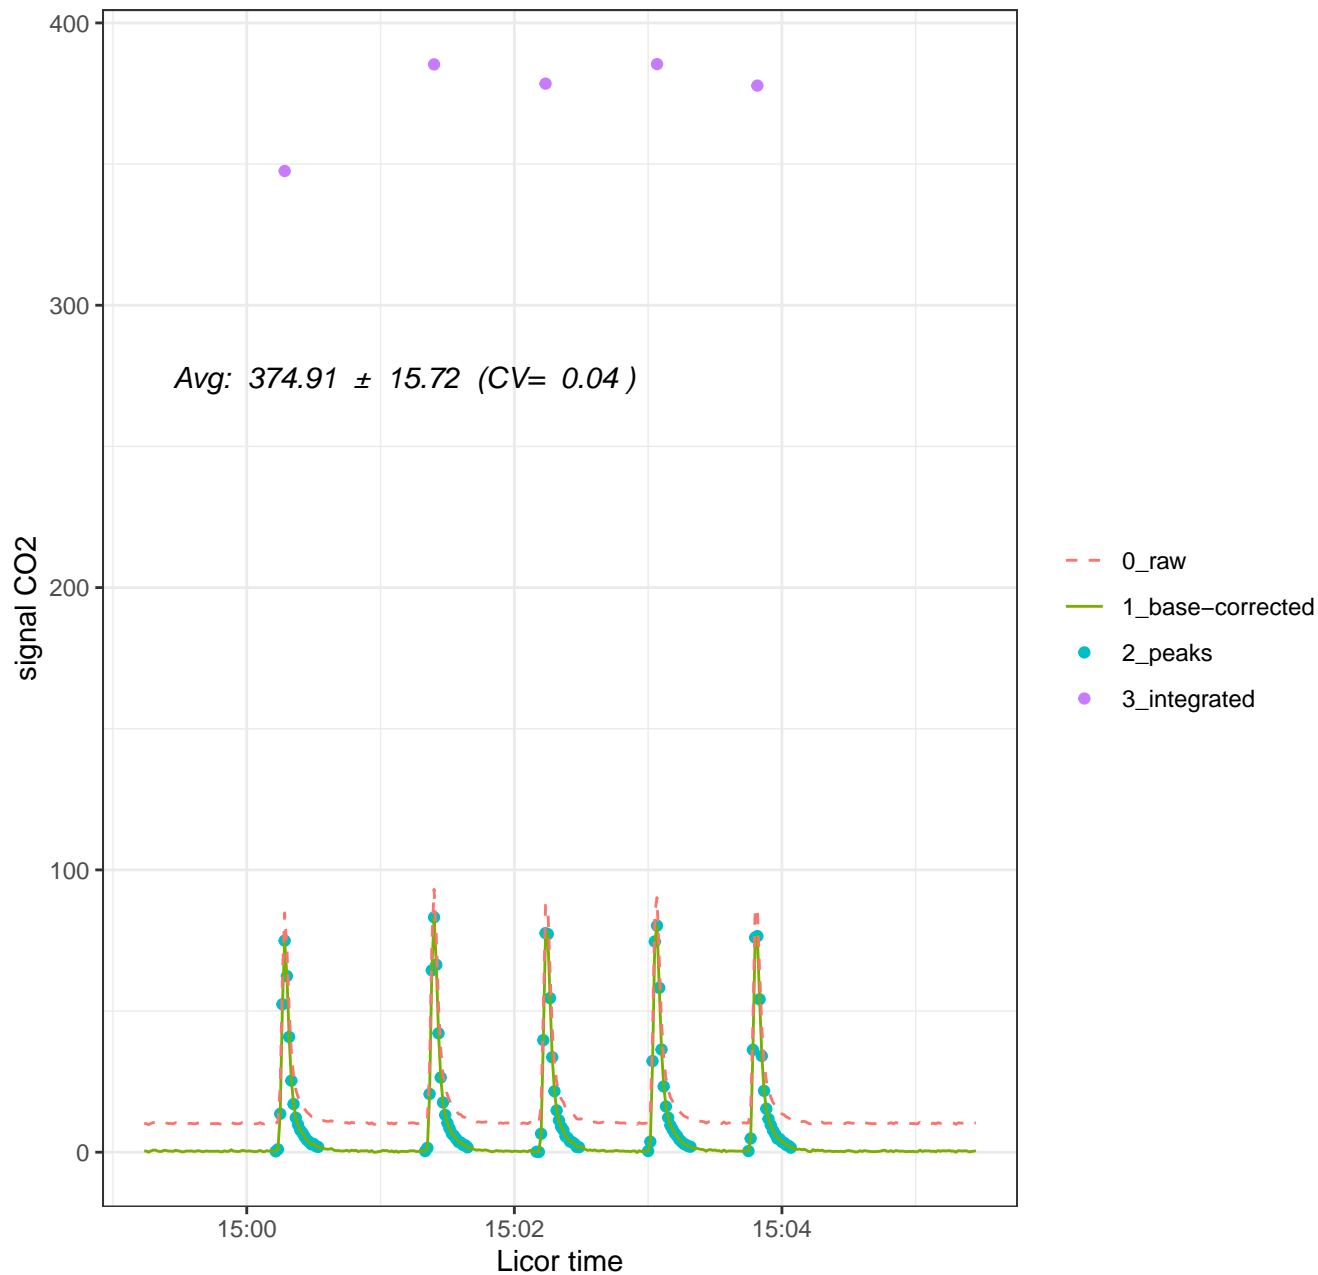 400
300
200
100
0
signal CO2
Avg: 374.91 ± 15.72 (CV= 0.04 )
15:00
15:02
15:04
Licor time
0_raw
1_base−corrected
2_peaks
3_integrated